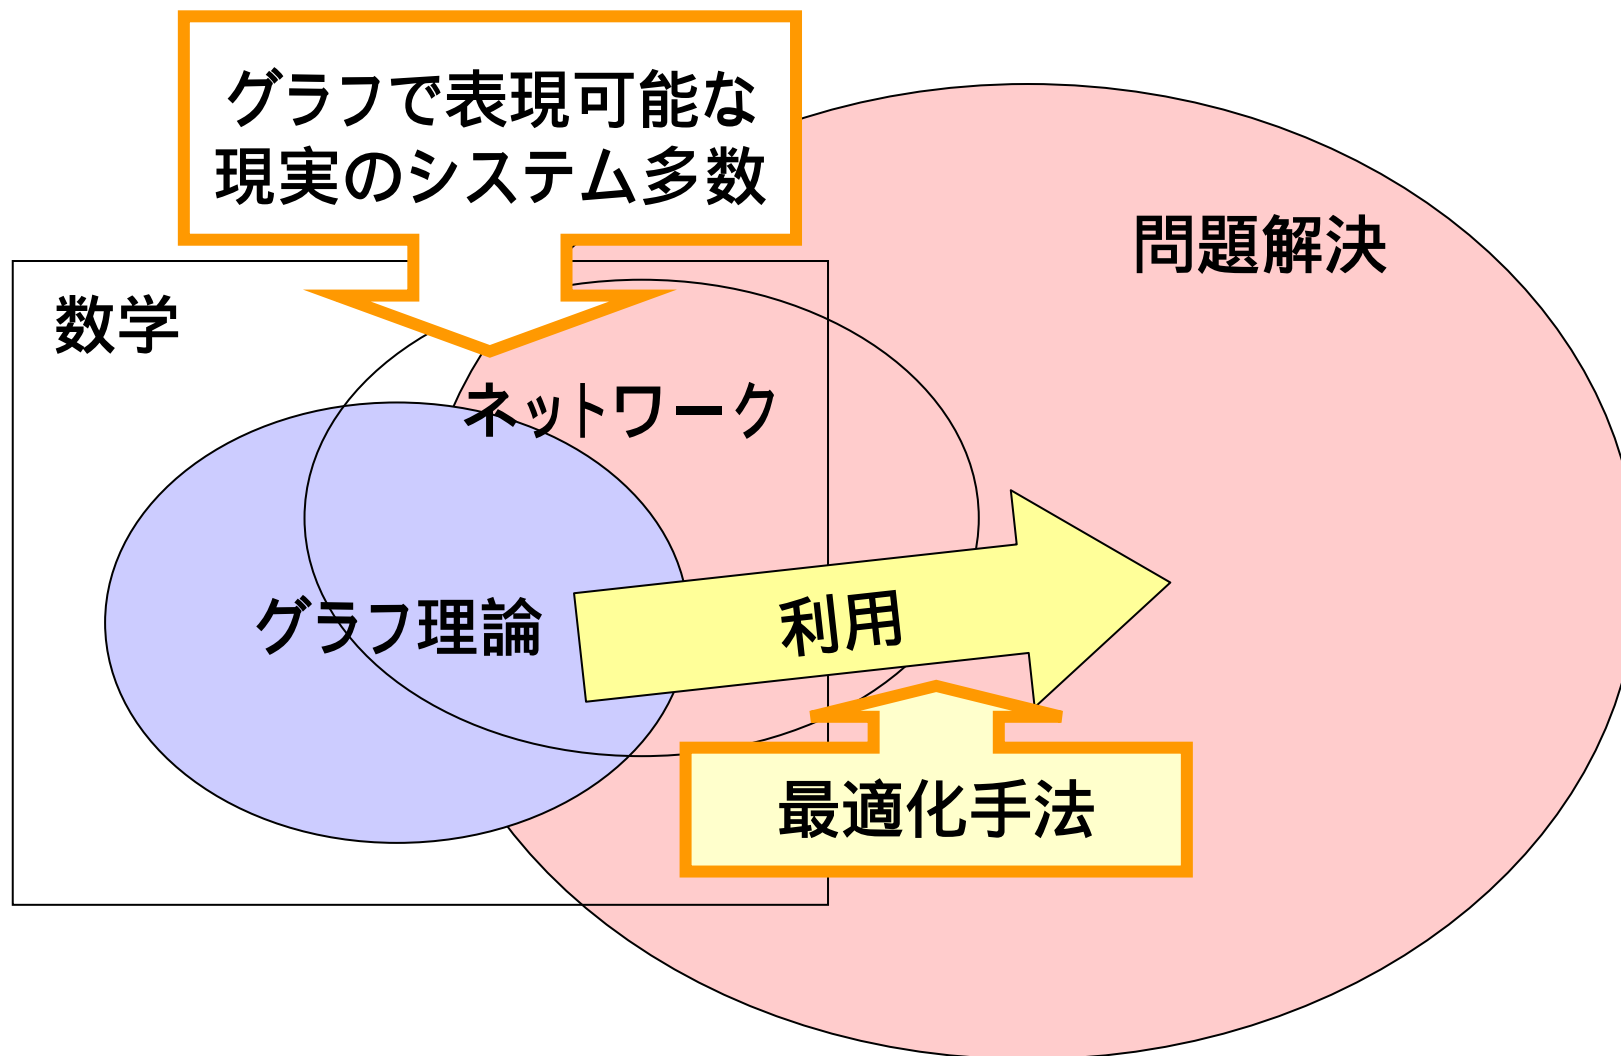 グラフで表現可能な
現実のシステム多数
問題解決
数学
ネットワーク
グラフ理論
利用
最適化手法